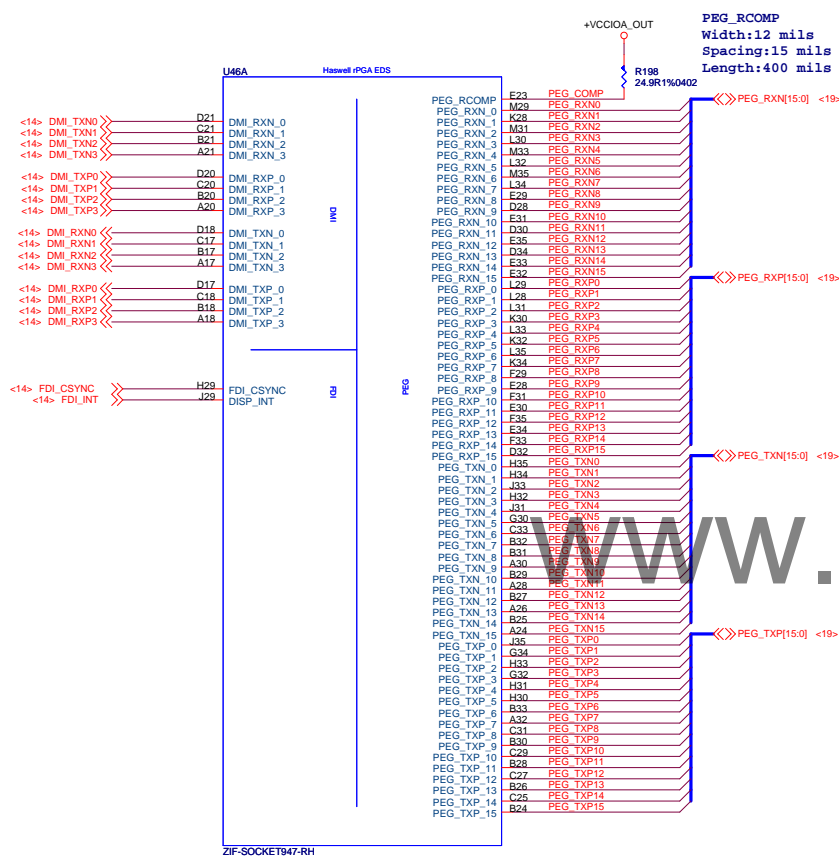 +VCCIOA_OUT
PEG_RCOMP
Width:12 mils
Spacing:15 mils
Length:400 mils
R198
24.9R1%0402
U46A
Haswell rPGA EDS
<14> DMI_TXN0 D21 DMI_RXN_0
<14> DMI_TXN1 C21 DMI_RXN_1
<14> DMI_TXN2 B21 DMI_RXN_2
<14> DMI_TXN3 A21 DMI_RXN_3
<14> DMI_TXP0 D20 DMI_RXP_0
<14> DMI_TXP1 C20 DMI_RXP_1
<14> DMI_TXP2 B20 DMI_RXP_2
<14> DMI_TXP3 A20 DMI_RXP_3
<14> DMI_RXN0 D18 DMI_TXN_0
<14> DMI_RXN1 C17 DMI_TXN_1
<14> DMI_RXN2 B17 DMI_TXN_2
<14> DMI_RXN3 A17 DMI_TXN_3
<14> DMI_RXP0 D17 DMI_TXP_0
<14> DMI_RXP1 C18 DMI_TXP_1
<14> DMI_RXP2 B18 DMI_TXP_2
<14> DMI_RXP3 A18 DMI_TXP_3
<14> FDI_CSYNC H29 FDI_CSYNC
<14> FDI_INT J29 DISP_INT
DMI
FDI
PEG
PEG_RCOMP E23 PEG_COMP
PEG_RXN_0 M29 PEG_RXN0
PEG_RXN_1 K28 PEG_RXN1
PEG_RXN_2 M31 PEG_RXN2
PEG_RXN_3 L30 PEG_RXN3
PEG_RXN_4 M33 PEG_RXN4
PEG_RXN_5 L32 PEG_RXN5
PEG_RXN_6 M35 PEG_RXN6
PEG_RXN_7 L34 PEG_RXN7
PEG_RXN_8 E29 PEG_RXN8
PEG_RXN_9 D28 PEG_RXN9
PEG_RXN_10 E31 PEG_RXN10
PEG_RXN_11 D30 PEG_RXN11
PEG_RXN_12 E35 PEG_RXN12
PEG_RXN_13 D34 PEG_RXN13
PEG_RXN_14 E33 PEG_RXN14
PEG_RXN_15 E32 PEG_RXN15
PEG_RXP_0 L29 PEG_RXP0
PEG_RXP_1 L28 PEG_RXP1
PEG_RXP_2 L31 PEG_RXP2
PEG_RXP_3 K30 PEG_RXP3
PEG_RXP_4 L33 PEG_RXP4
PEG_RXP_5 K32 PEG_RXP5
PEG_RXP_6 L35 PEG_RXP6
PEG_RXP_7 K34 PEG_RXP7
PEG_RXP_8 F29 PEG_RXP8
PEG_RXP_9 E28 PEG_RXP9
PEG_RXP_10 F31 PEG_RXP10
PEG_RXP_11 E30 PEG_RXP11
PEG_RXP_12 F35 PEG_RXP12
PEG_RXP_13 E34 PEG_RXP13
PEG_RXP_14 F33 PEG_RXP14
PEG_RXP_15 D32 PEG_RXP15
PEG_TXN_0 H35 PEG_TXN0
PEG_TXN_1 H34 PEG_TXN1
PEG_TXN_2 J33 PEG_TXN2
PEG_TXN_3 H32 PEG_TXN3
PEG_TXN_4 J31 PEG_TXN4
PEG_TXN_5 G30 PEG_TXN5
PEG_TXN_6 C33 PEG_TXN6
PEG_TXN_7 B32 PEG_TXN7
PEG_TXN_8 B31 PEG_TXN8
PEG_TXN_9 A30 PEG_TXN9
PEG_TXN_10 B29 PEG_TXN10
PEG_TXN_11 A28 PEG_TXN11
PEG_TXN_12 B27 PEG_TXN12
PEG_TXN_13 A26 PEG_TXN13
PEG_TXN_14 B25 PEG_TXN14
PEG_TXN_15 A24 PEG_TXN15
PEG_TXP_0 J35 PEG_TXP0
PEG_TXP_1 G34 PEG_TXP1
PEG_TXP_2 H33 PEG_TXP2
PEG_TXP_3 G32 PEG_TXP3
PEG_TXP_4 H31 PEG_TXP4
PEG_TXP_5 H30 PEG_TXP5
PEG_TXP_6 B33 PEG_TXP6
PEG_TXP_7 A32 PEG_TXP7
PEG_TXP_8 C31 PEG_TXP8
PEG_TXP_9 B30 PEG_TXP9
PEG_TXP_10 C29 PEG_TXP10
PEG_TXP_11 B28 PEG_TXP11
PEG_TXP_12 C27 PEG_TXP12
PEG_TXP_13 B26 PEG_TXP13
PEG_TXP_14 C25 PEG_TXP14
PEG_TXP_15 B24 PEG_TXP15
PEG_RXN[15:0] <19>
PEG_RXP[15:0] <19>
PEG_TXN[15:0] <19>
www.
PEG_TXP[15:0] <19>
ZIF-SOCKET947-RH